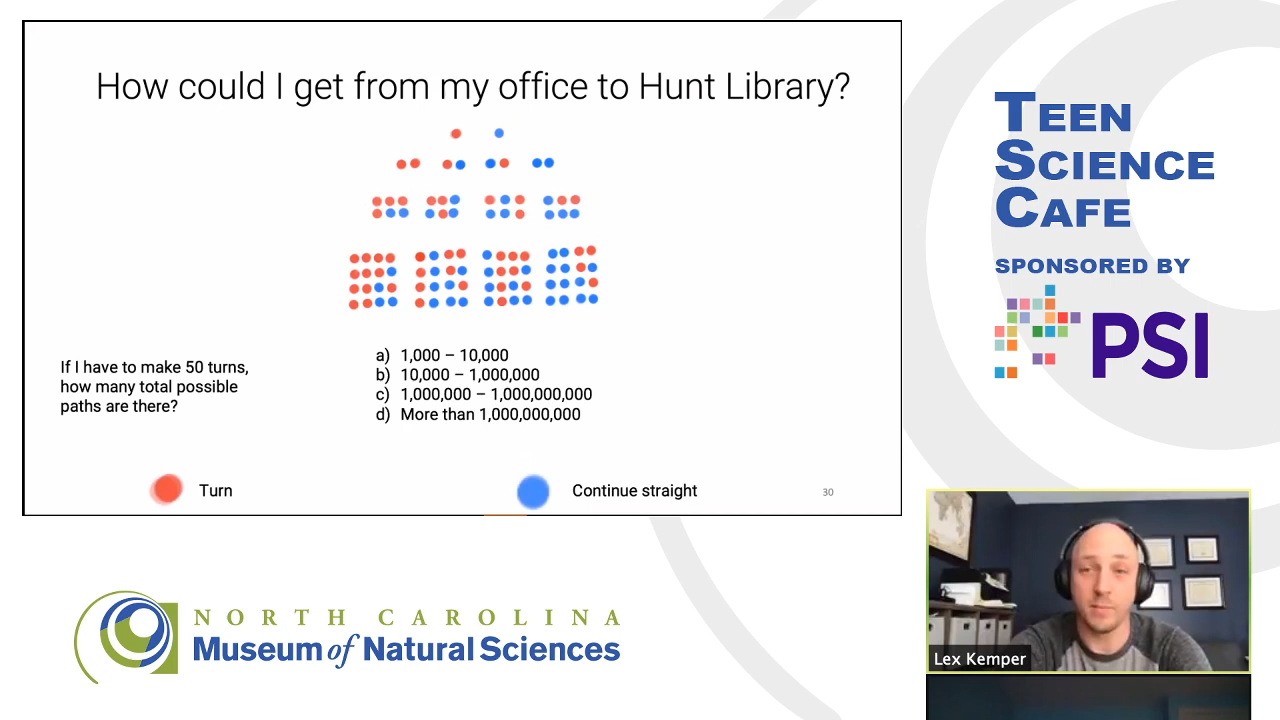 How could I get from my office to Hunt Library?
If I have to make 50 turns,
how many total possible
paths are there?
a) 1,000 – 10,000
b) 10,000 – 1,000,000
c) 1,000,000 – 1,000,000,000
d) More than 1,000,000,000
Turn
Continue straight
30
TEEN
SCIENCE
CAFE
SPONSORED BY
PSI
NORTH CAROLINA
Museum of Natural Sciences
Lex Kemper